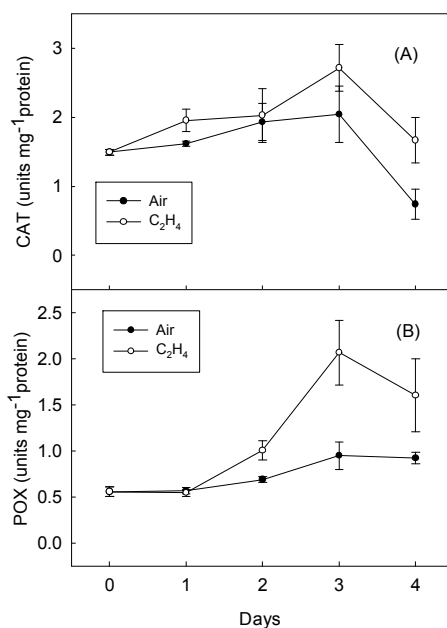 (A)
3
2
1
0
CAT (units mg⁻¹protein)
Air
C₂H₄
(B)
2.5
2.0
1.5
1.0
0.5
0.0
POX (units mg⁻¹protein)
Air
C₂H₄
0 1 2 3 4
Days